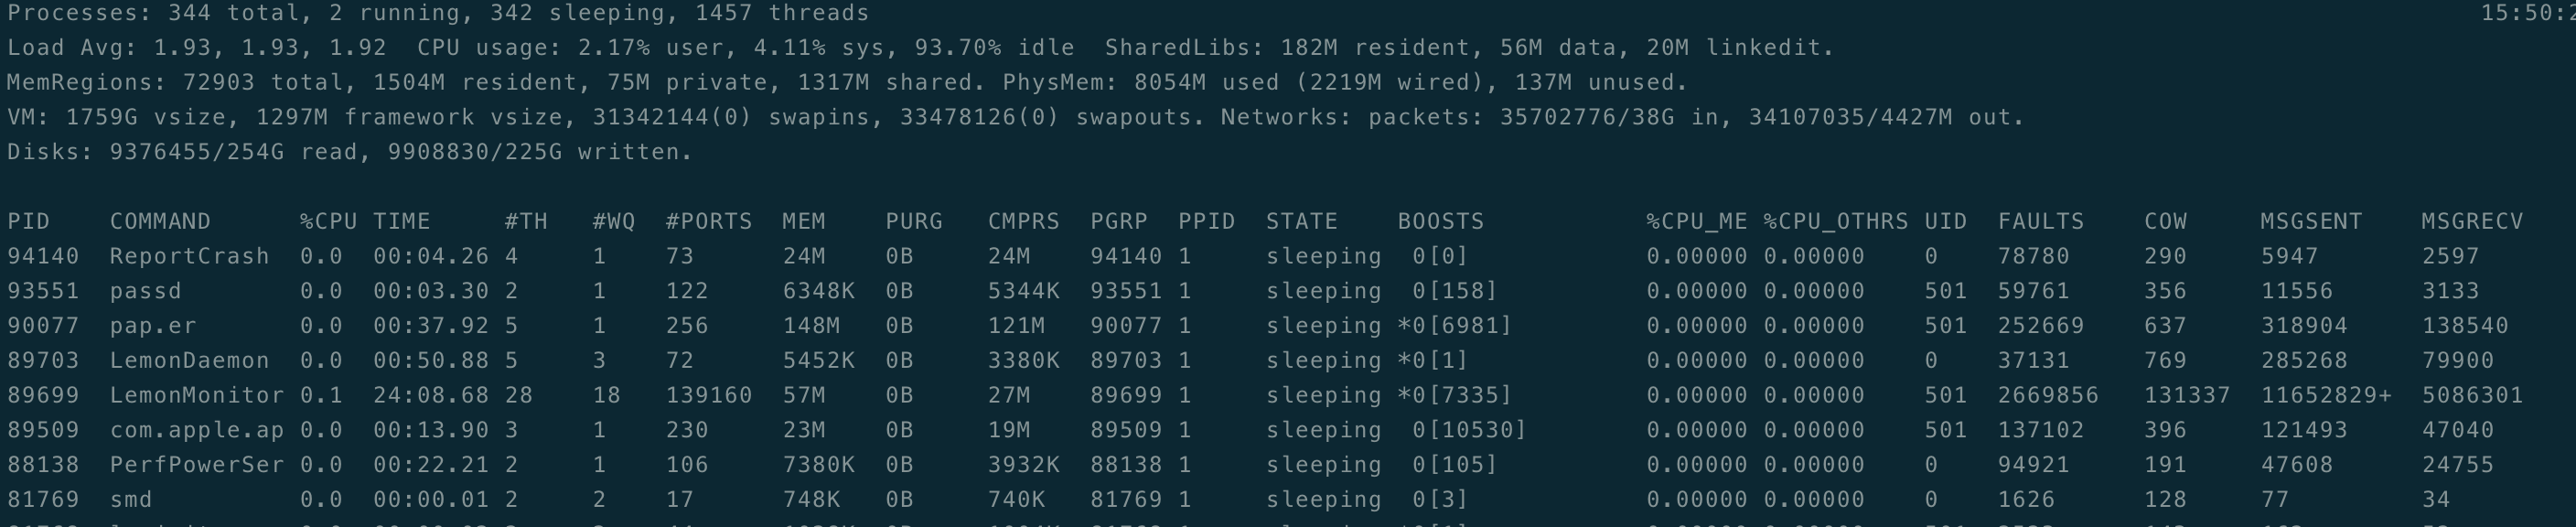 Processes: 344 total, 2 running, 342 sleeping, 1457 threads 15:50:2
Load Avg: 1.93, 1.93, 1.92 CPU usage: 2.17% user, 4.11% sys, 93.70% idle SharedLibs: 182M resident, 56M data, 20M linkedit.
MemRegions: 72903 total, 1504M resident, 75M private, 1317M shared. PhysMem: 8054M used (2219M wired), 137M unused.
VM: 1759G vsize, 1297M framework vsize, 31342144(0) swapins, 33478126(0) swapouts. Networks: packets: 35702776/38G in, 34107035/4427M out.
Disks: 9376455/254G read, 9908830/225G written.
PID COMMAND %CPU TIME #TH #WQ #PORTS MEM PURG CMPRS PGRP PPID STATE BOOSTS %CPU_ME %CPU_OTHRS UID FAULTS COW MSGSENT MSGRECV
94140 ReportCrash 0.0 00:04.26 4 1 73 24M 0B 24M 94140 1 sleeping 0[0] 0.00000 0.00000 0 78780 290 5947 2597
93551 passd 0.0 00:03.30 2 1 122 6348K 0B 5344K 93551 1 sleeping 0[158] 0.00000 0.00000 501 59761 356 11556 3133
90077 pap.er 0.0 00:37.92 5 1 256 148M 0B 121M 90077 1 sleeping *0[6981] 0.00000 0.00000 501 252669 637 318904 138540
89703 LemonDaemon 0.0 00:50.88 5 3 72 5452K 0B 3380K 89703 1 sleeping *0[1] 0.00000 0.00000 0 37131 769 285268 79900
89699 LemonMonitor 0.1 24:08.68 28 18 139160 57M 0B 27M 89699 1 sleeping *0[7335] 0.00000 0.00000 501 2669856 131337 11652829+ 5086301
89509 com.apple.ap 0.0 00:13.90 3 1 230 23M 0B 19M 89509 1 sleeping 0[10530] 0.00000 0.00000 501 137102 396 121493 47040
88138 PerfPowerSer 0.0 00:22.21 2 1 106 7380K 0B 3932K 88138 1 sleeping 0[105] 0.00000 0.00000 0 94921 191 47608 24755
81769 smd 0.0 00:00.01 2 2 17 748K 0B 740K 81769 1 sleeping 0[3] 0.00000 0.00000 0 1626 128 77 34